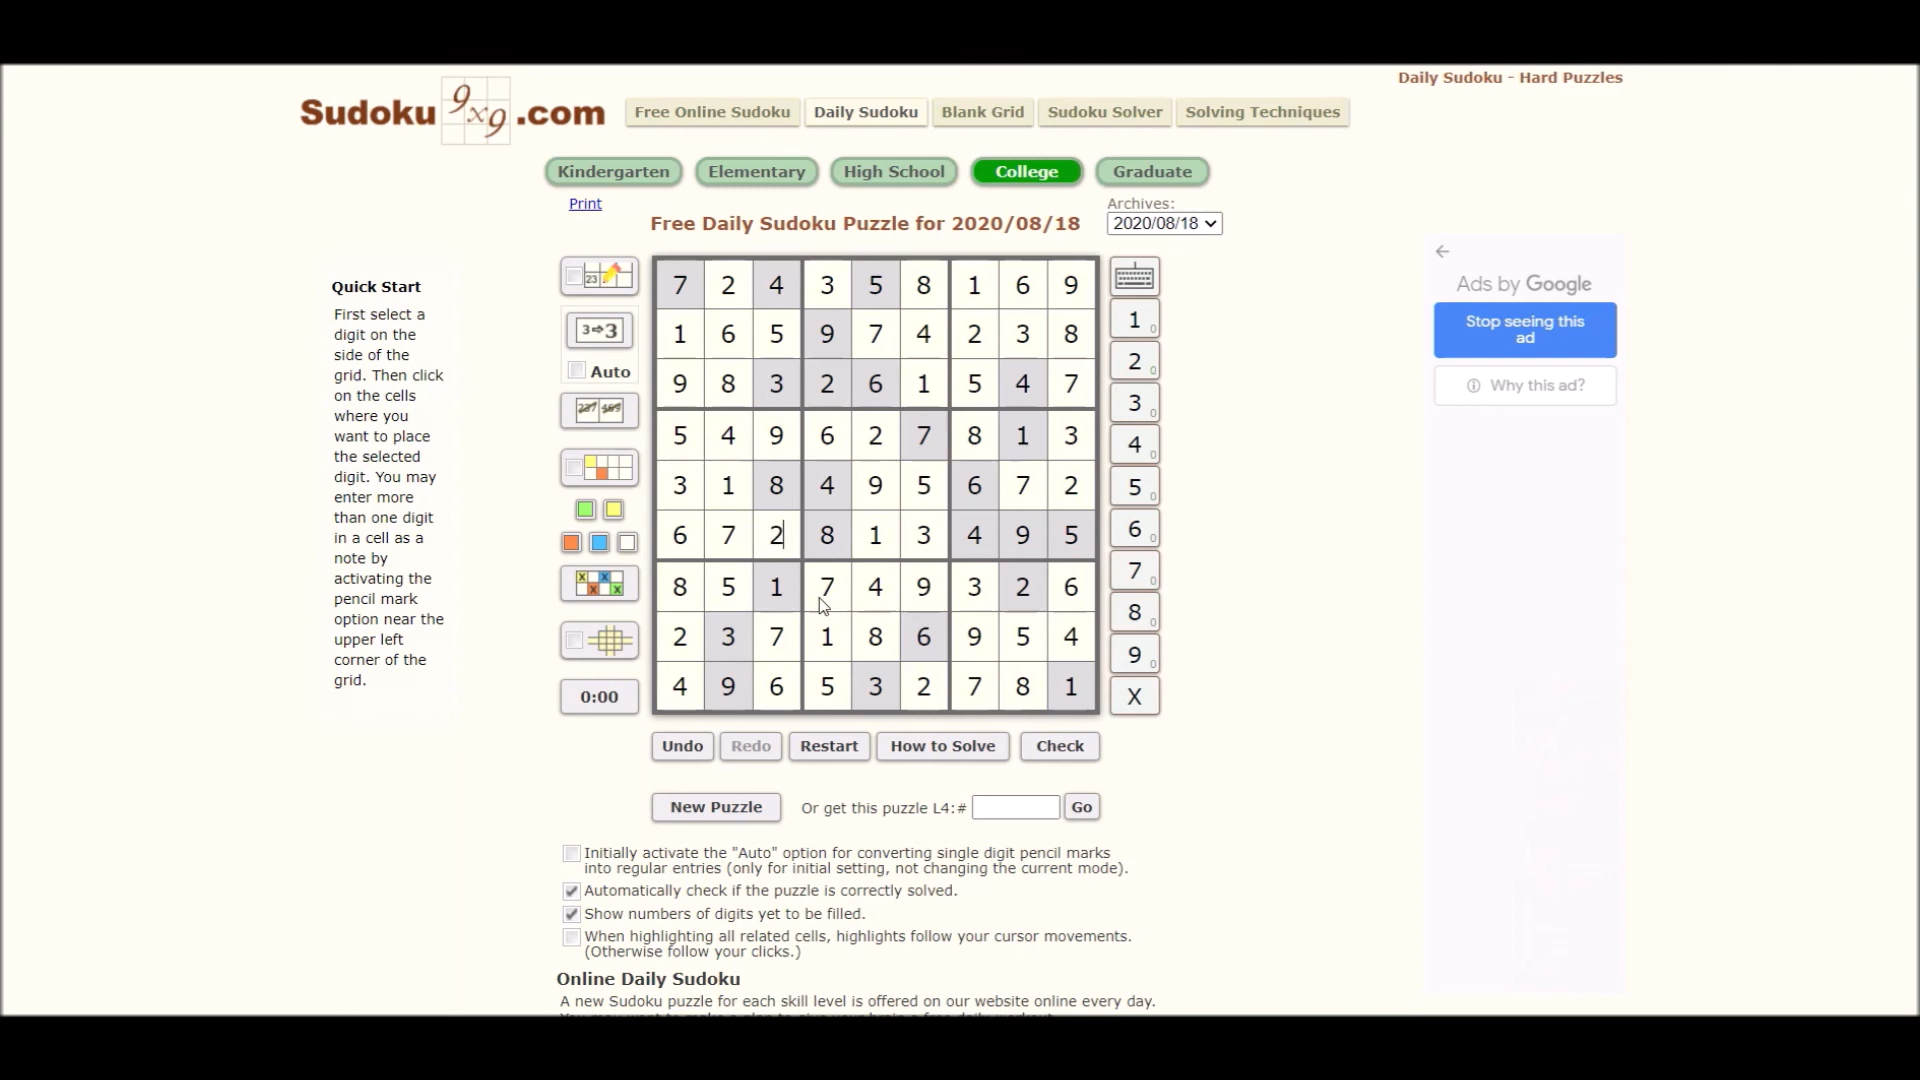 Daily Sudoku - Hard Puzzles
Sudoku 9x9 .com
Free Online Sudoku Daily Sudoku Blank Grid Sudoku Solver Solving Techniques
Kindergarten Elementary High School College Graduate
Print
Archives:
Free Daily Sudoku Puzzle for 2020/08/18
2020/08/18
Quick Start
First select a
digit on the
side of the
grid. Then click
on the cells
where you
want to place
the selected
digit. You may
enter more
than one digit
in a cell as a
note by
activating the
pencil mark
option near the
upper left
corner of the
grid.
23
3⇨3
Auto
0:00
7 2 4 3 5 8 1 6 9
1 6 5 9 7 4 2 3 8
9 8 3 2 6 1 5 4 7
5 4 9 6 2 7 8 1 3
3 1 8 4 9 5 6 7 2
6 7 2 8 1 3 4 9 5
8 5 1 7 4 9 3 2 6
2 3 7 1 8 6 9 5 4
4 9 6 5 3 2 7 8 1
1 0
2 0
3 0
4 0
5 0
6 0
7 0
8 0
9 0
X
Ads by Google
Stop seeing this
ad
Why this ad?
Undo Redo Restart How to Solve Check
New Puzzle Or get this puzzle L4:# Go
Initially activate the "Auto" option for converting single digit pencil marks
into regular entries (only for initial setting, not changing the current mode).
Automatically check if the puzzle is correctly solved.
Show numbers of digits yet to be filled.
When highlighting all related cells, highlights follow your cursor movements.
(Otherwise follow your clicks.)
Online Daily Sudoku
A new Sudoku puzzle for each skill level is offered on our website online every day.